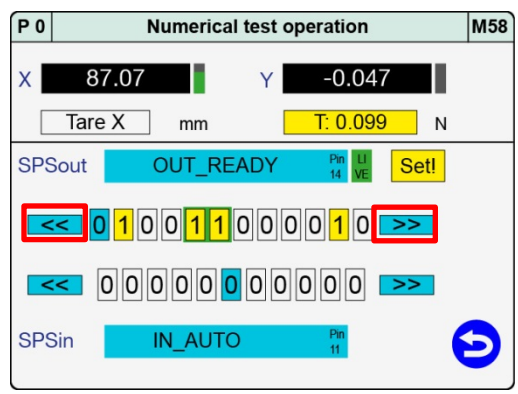 P 0 Numerical test operation M58
X 87.07 Y -0.047
Tare X mm T: 0.099 N
SPSout OUT_READY Pin 14 LI VE Set!
<< 0 1 0 0 1 1 0 0 0 0 1 0 >>
<< 0 0 0 0 0 0 0 0 0 0 0 >>
SPSin IN_AUTO Pin 11